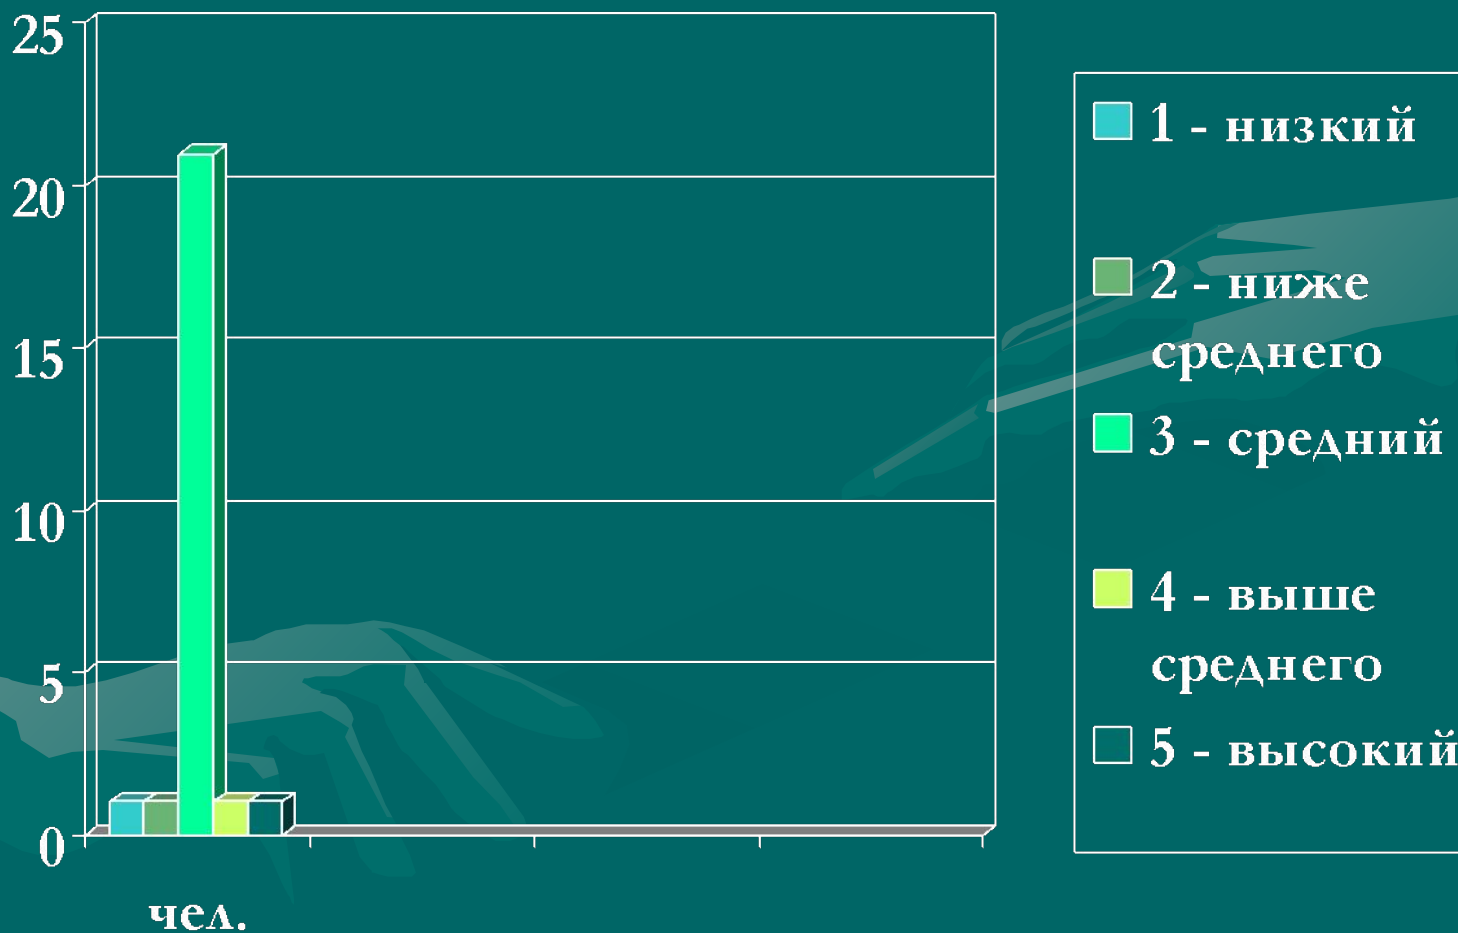 25
20
15
10
5
0
чел.
1 - низкий
2 - ниже
среднего
3 - средний
4 - выше
среднего
5 - высокий